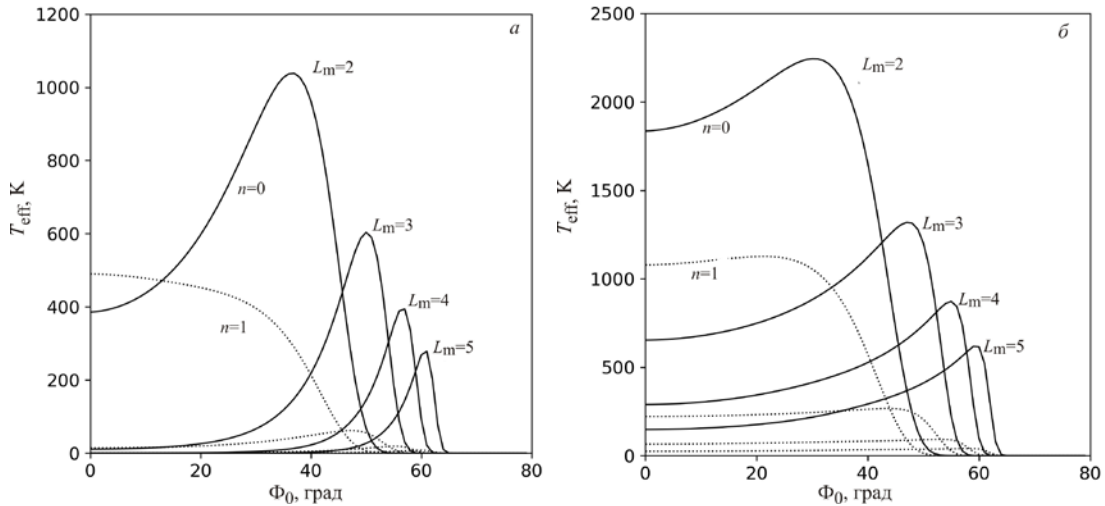 а
1200
1000
800
600
400
200
0
T_eff, К
L_m=2
n=0
L_m=3
n=1
L_m=4
L_m=5
0 20 40 60 80
Φ_0, град
б
2500
2000
1500
1000
500
0
T_eff, К
L_m=2
n=0
L_m=3
n=1
L_m=4
L_m=5
0 20 40 60 80
Φ_0, град